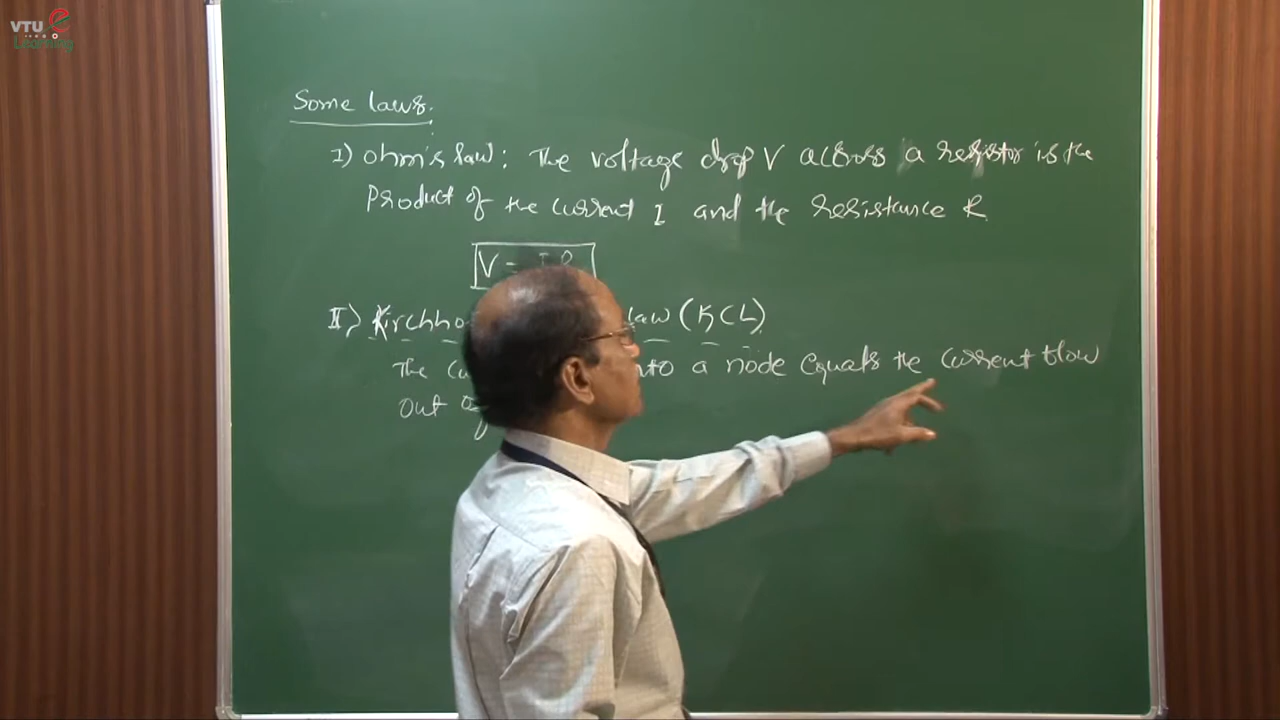 VTU e
Learning
Some laws.
I) Ohm's law: The voltage drop V across a resistor is the
Product of the current I and the resistance R
V = I R
II) Kirchho law (KCL)
The into a node equals the current flow
out of